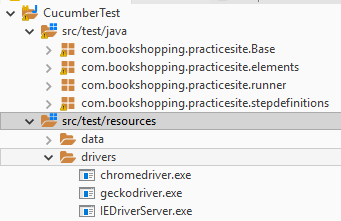 CucumberTest
src/test/java
com.bookshopping.practicesite.Base
com.bookshopping.practicesite.elements
com.bookshopping.practicesite.runner
com.bookshopping.practicesite.stepdefinitions
src/test/resources
data
drivers
chromedriver.exe
geckodriver.exe
IEDriverServer.exe